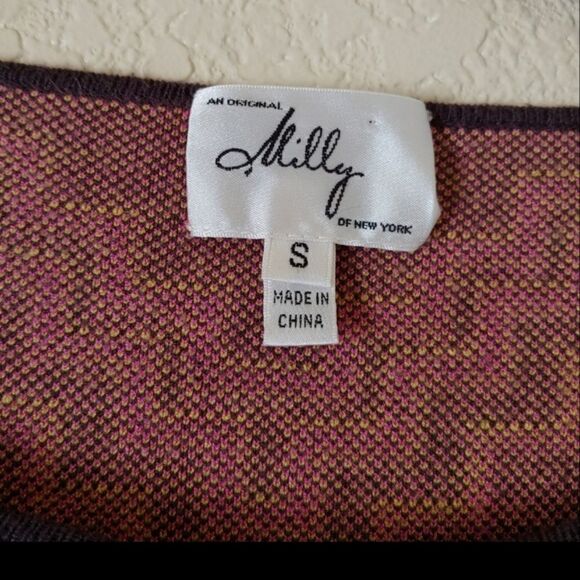 AN ORIGINAL
Milly
OF NEW YORK
S
MADE IN
CHINA